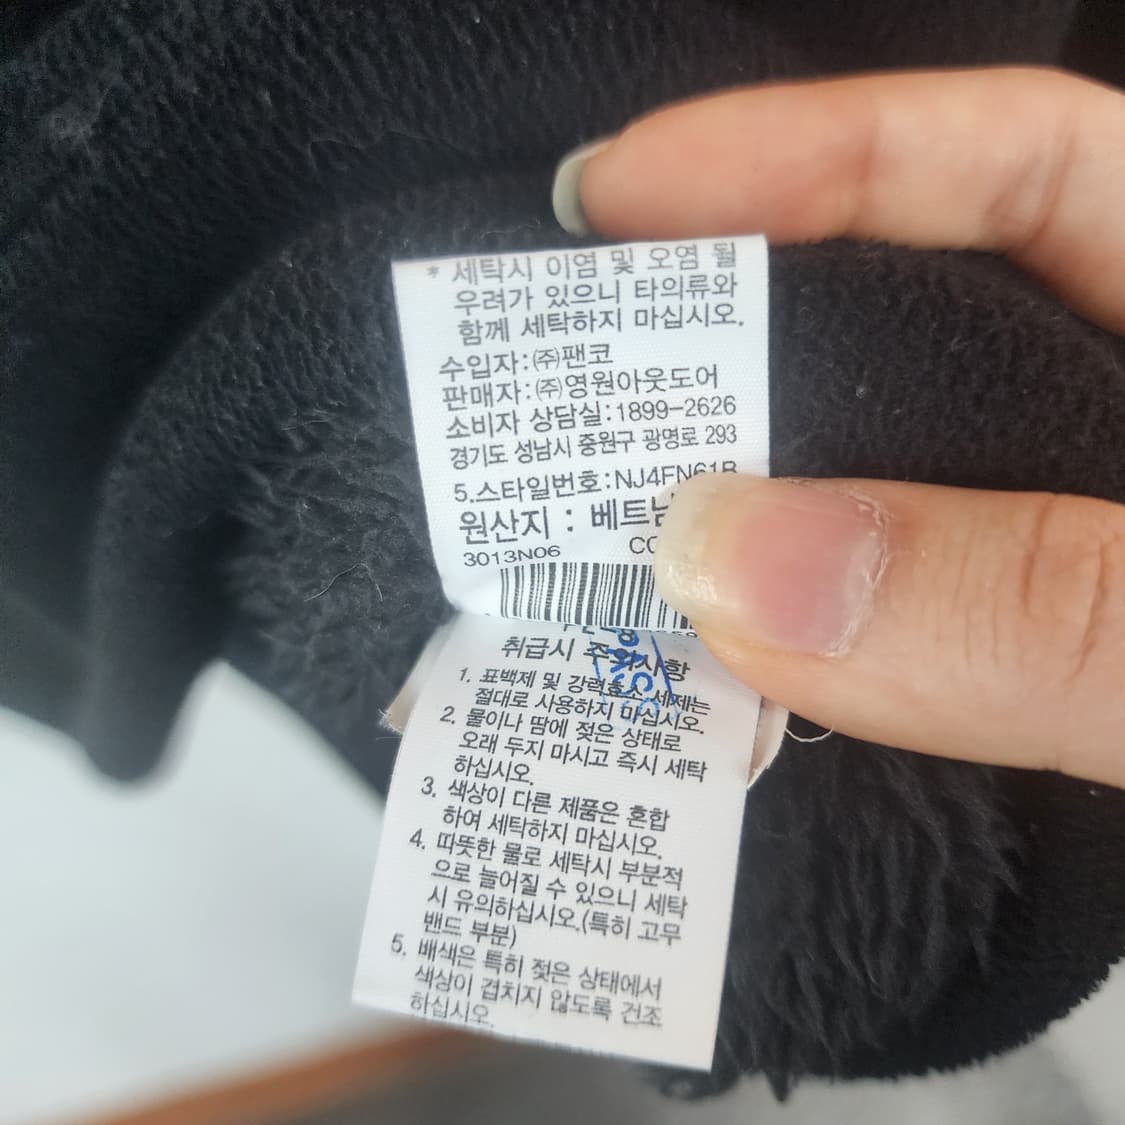 * 세탁시 이염 및 오염 될
우려가 있으니 타의류와
함께 세탁하지 마십시오.
수입자:㈜팬코
판매자:㈜영원아웃도어
소비자 상담실:1899-2626
경기도 성남시 중원구 광명로 293
5.스타일번호:NJ4FN61B
원산지 : 베트남
3013N06
취급시 주의사항
1. 표백제 및 강력효소 세제는
절대로 사용하지 마십시오.
2. 물이나 땀에 젖은 상태로
오래 두지 마시고 즉시 세탁
하십시오.
3. 색상이 다른 제품은 혼합
하여 세탁하지 마십시오.
4. 따뜻한 물로 세탁시 부분적
으로 늘어질 수 있으니 세탁
시 유의하십시오.(특히 고무
밴드 부분)
5. 배색은 특히 젖은 상태에서
색상이 겹치지 않도록 건조
하십시오.